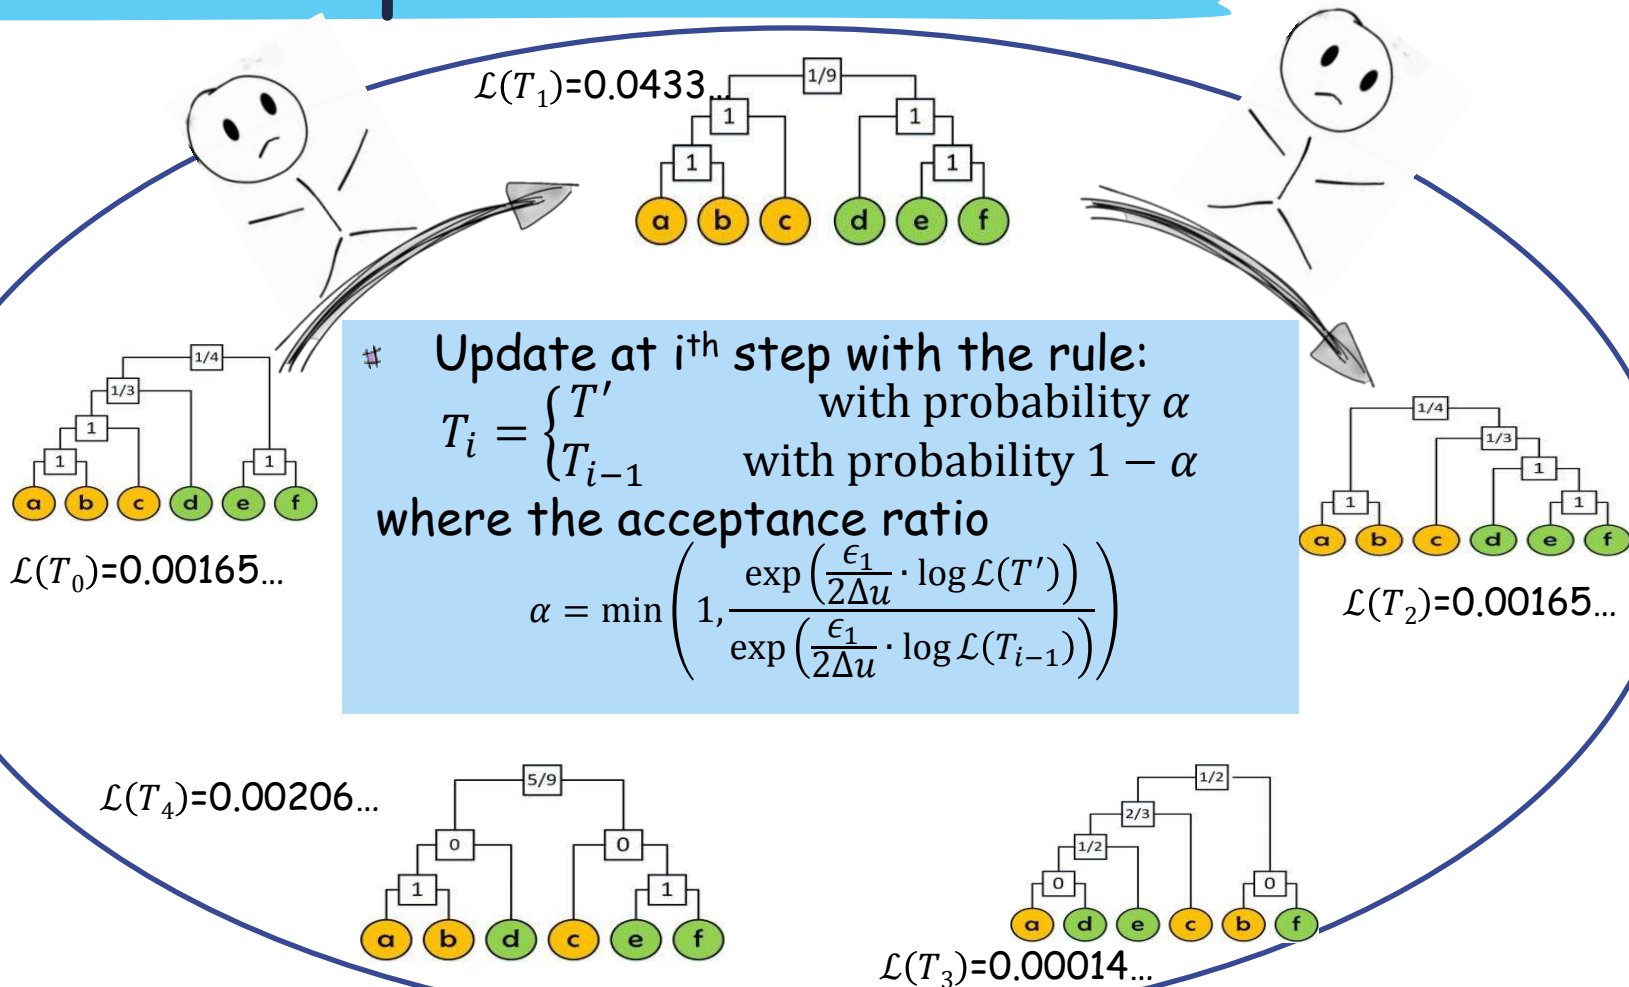 ℒ(T₁)=0.0433...
1/9
1 1
1 1
a b c d e f
1/4
1/3
1
1 1
a b c d e f
ℒ(T₀)=0.00165...
Update at iᵗʰ step with the rule:
Tᵢ = { T′ with probability α
Tᵢ₋₁ with probability 1 − α
where the acceptance ratio
α = min(1, exp(ϵ₁/2Δu · log ℒ(T′)) / exp(ϵ₁/2Δu · log ℒ(Tᵢ₋₁)))
1/4
1/3
1
1 1
a b c d e f
ℒ(T₂)=0.00165...
ℒ(T₄)=0.00206...
5/9
0 0
1 1
a b d c e f
1/2
2/3
1/2
0 0
a d e c b f
ℒ(T₃)=0.00014...